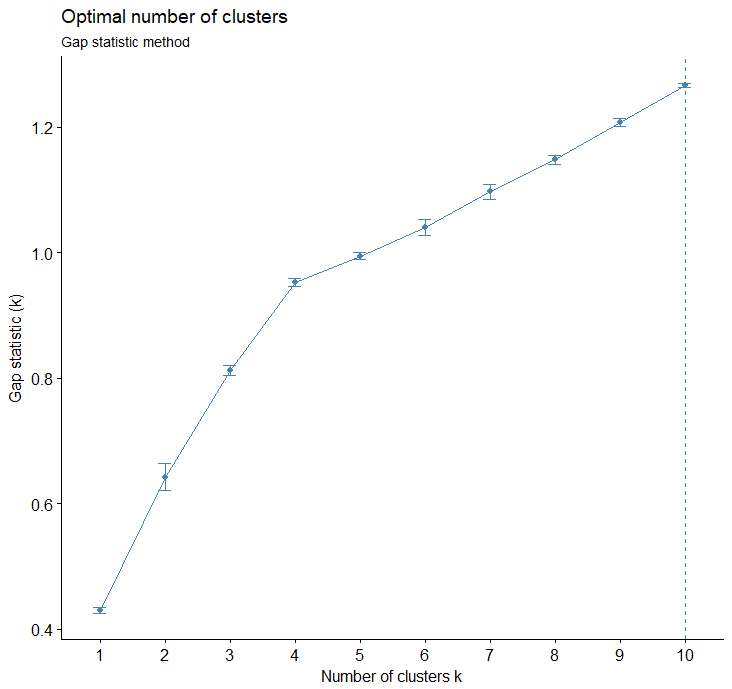 Optimal number of clusters
Gap statistic method
Gap statistic (k)
1.2
1.0
0.8
0.6
0.4
1 2 3 4 5 6 7 8 9 10
Number of clusters k